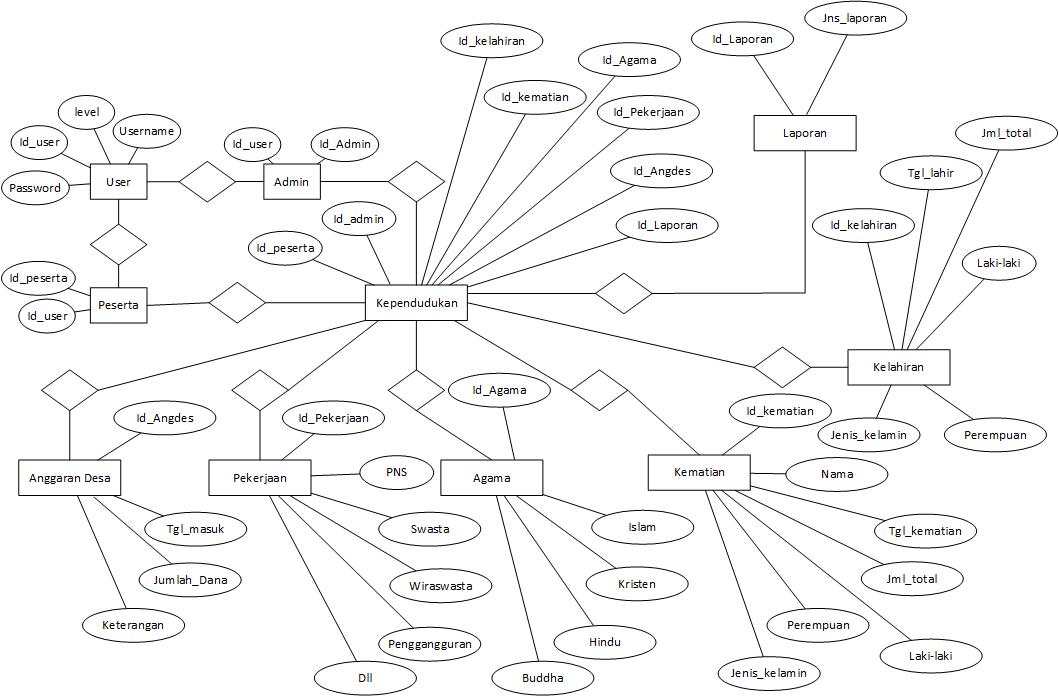 Jns_laporan
Id_Laporan
Id_kelahiran
Id_Agama
Id_kematian
Id_Pekerjaan
level
Username
Id_user
Id_user
Id_Admin
Laporan
Jml_total
Password
User
Admin
Id_Angdes
Tgl_lahir
Id_admin
Id_Laporan
Id_kelahiran
Id_peserta
Laki-laki
Id_peserta
Peserta
Id_user
Kependudukan
Kelahiran
Id_Agama
Id_Angdes
Id_Pekerjaan
Id_kematian
Jenis_kelamin
Perempuan
Anggaran Desa
Pekerjaan
PNS
Agama
Kematian
Nama
Tgl_masuk
Swasta
Islam
Tgl_kematian
Jumlah_Dana
Wiraswasta
Kristen
Jml_total
Keterangan
Penggangguran
Hindu
Perempuan
Laki-laki
Dll
Buddha
Jenis_kelamin